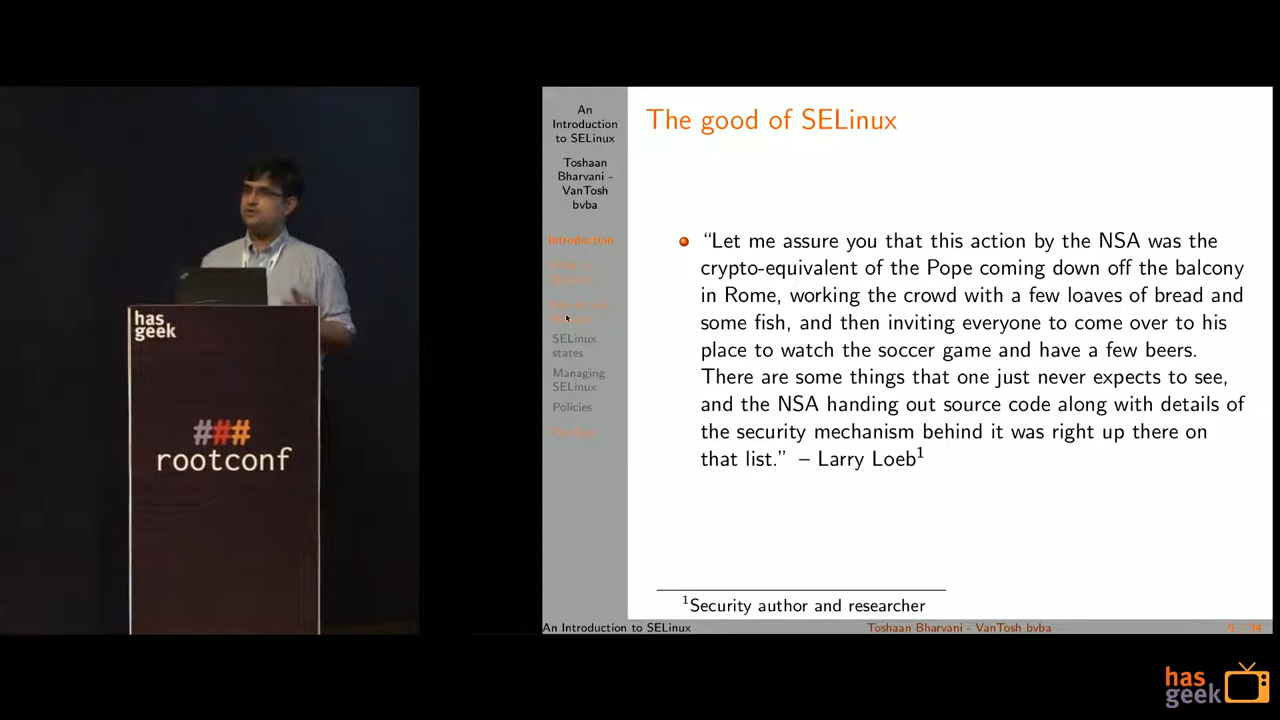 has
geek
###
rootconf
An
Introduction
to SELinux
Toshaan
Bharvani -
VanTosh
bvba
Introduction
SELinux
states
Managing
SELinux
Policies
The good of SELinux
“Let me assure you that this action by the NSA was the
crypto-equivalent of the Pope coming down off the balcony
in Rome, working the crowd with a few loaves of bread and
some fish, and then inviting everyone to come over to his
place to watch the soccer game and have a few beers.
There are some things that one just never expects to see,
and the NSA handing out source code along with details of
the security mechanism behind it was right up there on
that list.” – Larry Loeb¹
¹Security author and researcher
An Introduction to SELinux
Toshaan Bharvani - VanTosh bvba
9 / 34
has
geek